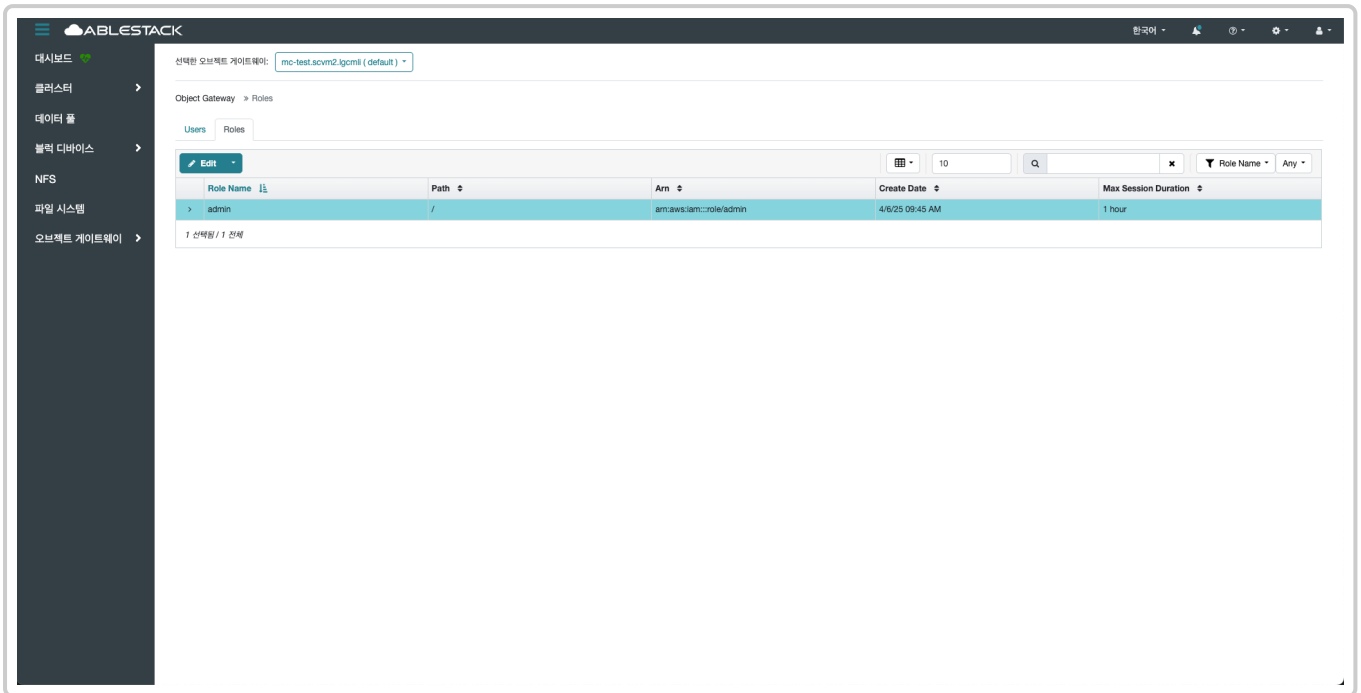 ABLESTACK
한국어
대시보드
클러스터
데이터 풀
블럭 디바이스
NFS
파일 시스템
오브젝트 게이트웨이
선택한 오브젝트 게이트웨이: mc-test.scvm2.lgcmli ( default )
Object Gateway » Roles
Users Roles
Edit 10 Role Name Any
Role Name Path Arn Create Date Max Session Duration
admin / arn:aws:iam:::role/admin 4/6/25 09:45 AM 1 hour
1 선택됨 / 1 전체